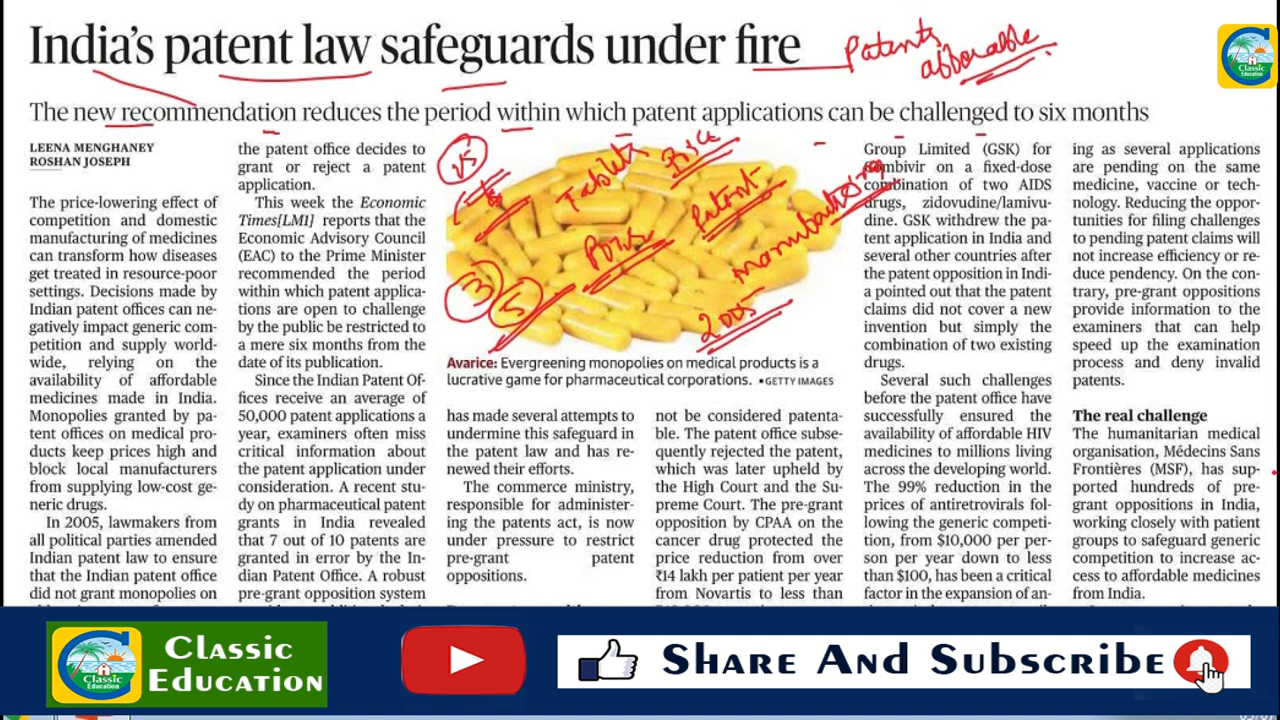 India's patent law safeguards under fire
Patents
afforable
Classic
Education
The new recommendation reduces the period within which patent applications can be challenged to six months
LEENA MENGHANEY
ROSHAN JOSEPH
The price-lowering effect of
competition and domestic
manufacturing of medicines
can transform how diseases
get treated in resource-poor
settings. Decisions made by
Indian patent offices can ne-
gatively impact generic com-
petition and supply world-
wide, relying on the
availability of affordable
medicines made in India.
Monopolies granted by pa-
tent offices on medical pro-
ducts keep prices high and
block local manufacturers
from supplying low-cost ge-
neric drugs.
In 2005, lawmakers from
all political parties amended
Indian patent law to ensure
that the Indian patent office
did not grant monopolies on
the patent office decides to
grant or reject a patent
application.
This week the Economic
Times[LM1] reports that the
Economic Advisory Council
(EAC) to the Prime Minister
recommended the period
within which patent applica-
tions are open to challenge
by the public be restricted to
a mere six months from the
date of its publication.
Since the Indian Patent Of-
fices receive an average of
50,000 patent applications a
year, examiners often miss
critical information about
the patent application under
consideration. A recent stu-
dy on pharmaceutical patent
grants in India revealed
that 7 out of 10 patents are
granted in error by the In-
dian Patent Office. A robust
pre-grant opposition system
Tablets
Patent
3
5
2005
Avarice: Evergreening monopolies on medical products is a
lucrative game for pharmaceutical corporations. ▪GETTY IMAGES
has made several attempts to
undermine this safeguard in
the patent law and has re-
newed their efforts.
The commerce ministry,
responsible for administer-
ing the patents act, is now
under pressure to restrict
pre-grant patent
oppositions.
not be considered patenta-
ble. The patent office subse-
quently rejected the patent,
which was later upheld by
the High Court and the Su-
preme Court. The pre-grant
opposition by CPAA on the
cancer drug protected the
price reduction from over
₹14 lakh per patient per year
from Novartis to less than
Group Limited (GSK) for
Combivir on a fixed-dose
combination of two AIDS
drugs, zidovudine/lamivu-
dine. GSK withdrew the pa-
tent application in India and
several other countries after
the patent opposition in Indi-
a pointed out that the patent
claims did not cover a new
invention but simply the
combination of two existing
drugs.
Several such challenges
before the patent office have
successfully ensured the
availability of affordable HIV
medicines to millions living
across the developing world.
The 99% reduction in the
prices of antiretrovirals fol-
lowing the generic competi-
tion, from $10,000 per per-
son per year down to less
than $100, has been a critical
factor in the expansion of an-
ing as several applications
are pending on the same
medicine, vaccine or tech-
nology. Reducing the oppor-
tunities for filing challenges
to pending patent claims will
not increase efficiency or re-
duce pendency. On the con-
trary, pre-grant oppositions
provide information to the
examiners that can help
speed up the examination
process and deny invalid
patents.
The real challenge
The humanitarian medical
organisation, Médecins Sans
Frontières (MSF), has sup-
ported hundreds of pre-
grant oppositions in India,
working closely with patient
groups to safeguard generic
competition to increase ac-
cess to affordable medicines
from India.
Classic
Education
Classic
Education
Share And Subscribe